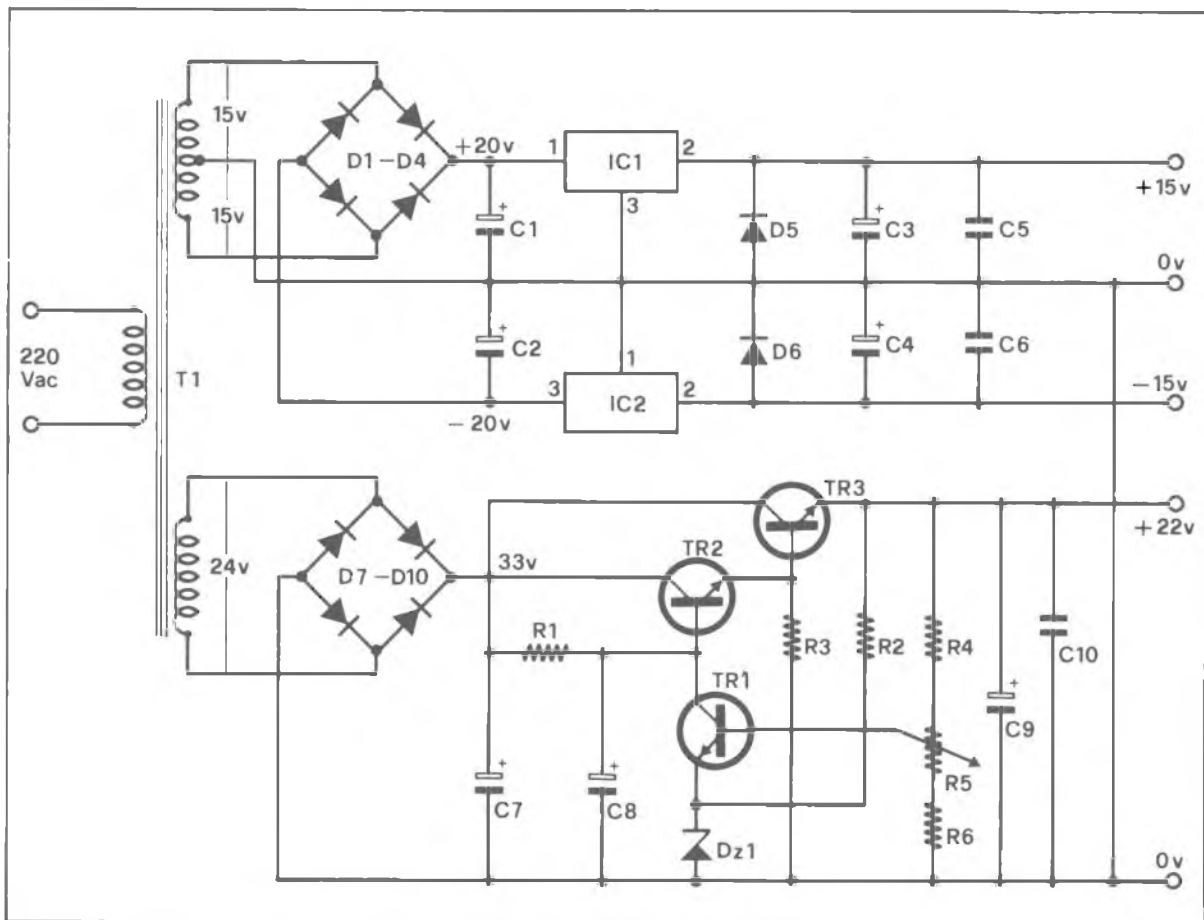 15v
15v
D1–D4
+20v
1
IC1
2
3
+
C1
D5
+
C3
C5
+15v
0v
220
Vac
T1
+
C2
1
3
IC2
2
D6
+
C4
C6
–20v
–15v
24v
D7–D10
33v
TR3
TR2
+22v
R1
R3
R2
R4
C10
TR1
+
C7
+
C8
R5
+
C9
Dz1
R6
0v